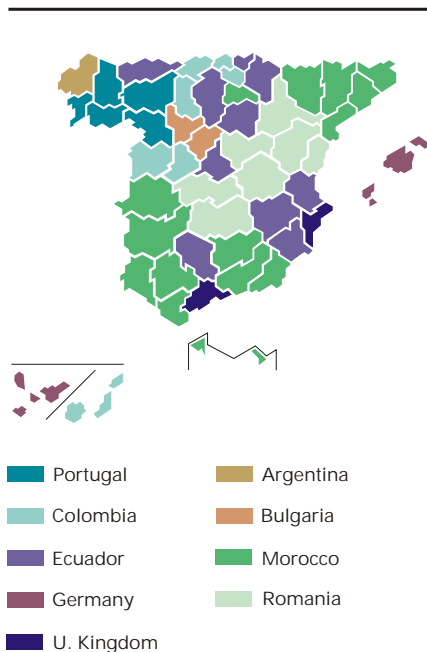 Portugal
Colombia
Ecuador
Germany
U. Kingdom
Argentina
Bulgaria
Morocco
Romania